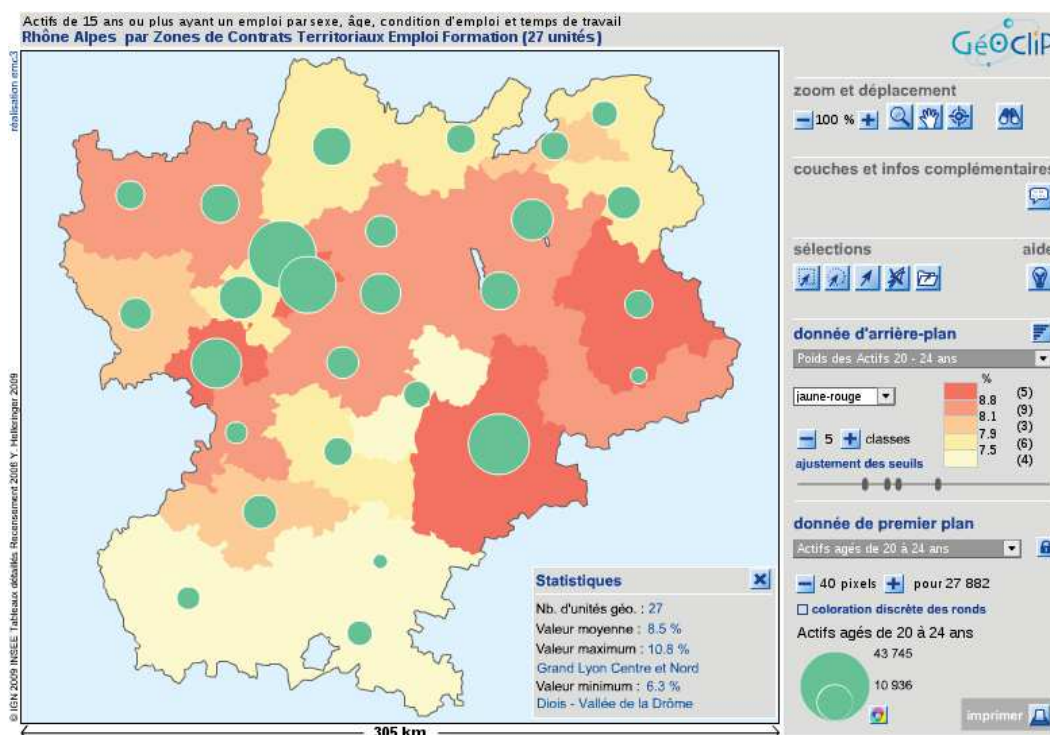 Actifs de 15 ans ou plus ayant un emploi par sexe, âge, condition d'emploi et temps de travail
Rhône Alpes par Zones de Contrats Territoriaux Emploi Formation (27 unités)
GéOcliP
réalisation emc3
© IGN 2009 INSEE Tableaux détaillés Recensement 2006 Y. Helleringer 2009
zoom et déplacement
100 %
couches et infos complémentaires
sélections
aide
donnée d'arrière-plan
Poids des Actifs 20 - 24 ans
jaune-rouge
%
8.8
8.1
7.9
7.5
(5)
(9)
(3)
(6)
(4)
5 classes
ajustement des seuils
donnée de premier plan
Actifs agés de 20 à 24 ans
40 pixels pour 27 882
coloration discrète des ronds
Actifs agés de 20 à 24 ans
43 745
10 936
imprimer
Statistiques
Nb. d'unités géo. : 27
Valeur moyenne : 8.5 %
Valeur maximum : 10.8 %
Grand Lyon Centre et Nord
Valeur minimum : 6.3 %
Diois - Vallée de la Drôme
305 km